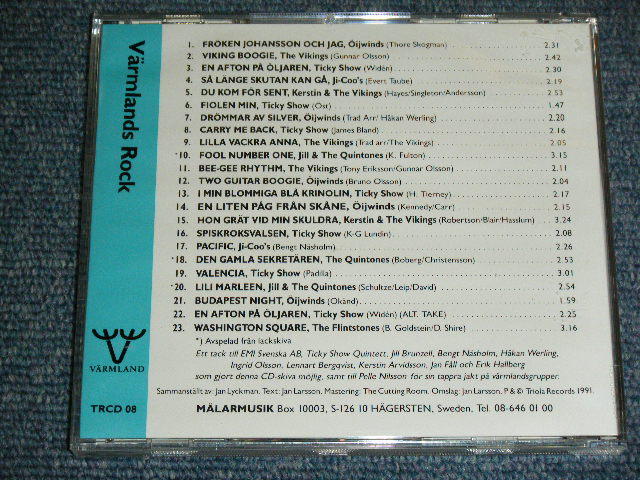 Värmlands Rock
1. FRÖKEN JOHANSSON OCH JAG, Öijwinds (Thore Skogman) 2.31
2. VIKING BOOGIE, The Vikings (Gunnar Olsson) 2.42
3. EN AFTON PÅ ÖLJAREN, Ticky Show (Widén) 2.30
4. SÅ LÄNGE SKUTAN KAN GÅ, Ji-Coo's (Evert Taube) 2.19
5. DU KOM FÖR SENT, Kerstin & The Vikings (Hayes/Singleton/Andersson) 2.53
6. FIOLEN MIN, Ticky Show (Öst) 1.47
7. DRÖMMAR AV SILVER, Öijwinds (Trad Arr/ Håkan Werling) 2.20
8. CARRY ME BACK, Ticky Show (James Bland) 2.16
9. LILLA VACKRA ANNA, The Vikings (Trad arr/The Vikings) 2.05
*10. FOOL NUMBER ONE, Jill & The Quintones (K. Fulton) 3.15
11. BEE-GEE RHYTHM, The Vikings (Tony Eriksson/Gunnar Olsson) 2.11
12. TWO GUITAR BOOGIE, Öijwinds (Bruno Olsson) 2.04
13. I MIN BLOMMIGA BLÅ KRINOLIN, Ticky Show (H. Tierney) 2.17
14. EN LITEN PÅG FRÅN SKÅNE, Öijwinds (Kennedy/Carr) 2.15
15. HON GRÄT VID MIN SKULDRA, Kerstin & The Vikings (Robertson/Blair/Hasslum) 3.24
16. SPISKROKSVALSEN, Ticky Show (K-G Lundin) 2.08
17. PACIFIC, Ji-Coo's (Bengt Näsholm) 2.26
*18. DEN GAMLA SEKRETÄREN, The Quintones (Boberg/Christensson) 2.53
19. VALENCIA, Ticky Show (Padilla) 3.01
*20. LILI MARLEEN, Jill & The Quintones (Schultze/Leip/David) 2.54
21. BUDAPEST NIGHT, Öijwinds (Okänd) 1.59
22. EN AFTON PÅ ÖLJAREN, Ticky Show (Widén) (ALT. TAKE) 2.25
23. WASHINGTON SQUARE, The Flintstones (B. Goldstein/D. Shire) 3.16
*) Avspelad från lackskiva
Ett tack till EMI Svenska AB, Ticky Show Quintett, Jill Brunzell, Bengt Näsholm, Håkan Werling,
Ingrid Olsson, Lennart Bergqvist, Kerstin Arvidsson, Jan Fåll och Erik Hallberg
som gjort denna CD-skiva möjlig, samt till Pelle Nilsson för sin tappra jakt på värmlandsgrupper.
Sammanställt av: Jan Lyckman. Text: Jan Larsson. Mastering: The Cutting Room. Omslag: Jan Larsson. P & © Triola Records 1991.
MÅLARMUSIK Box 10003, S-126 10 HÄGERSTEN, Sweden, Tel. 08-646 01 00
VÄRMLAND
TRCD 08